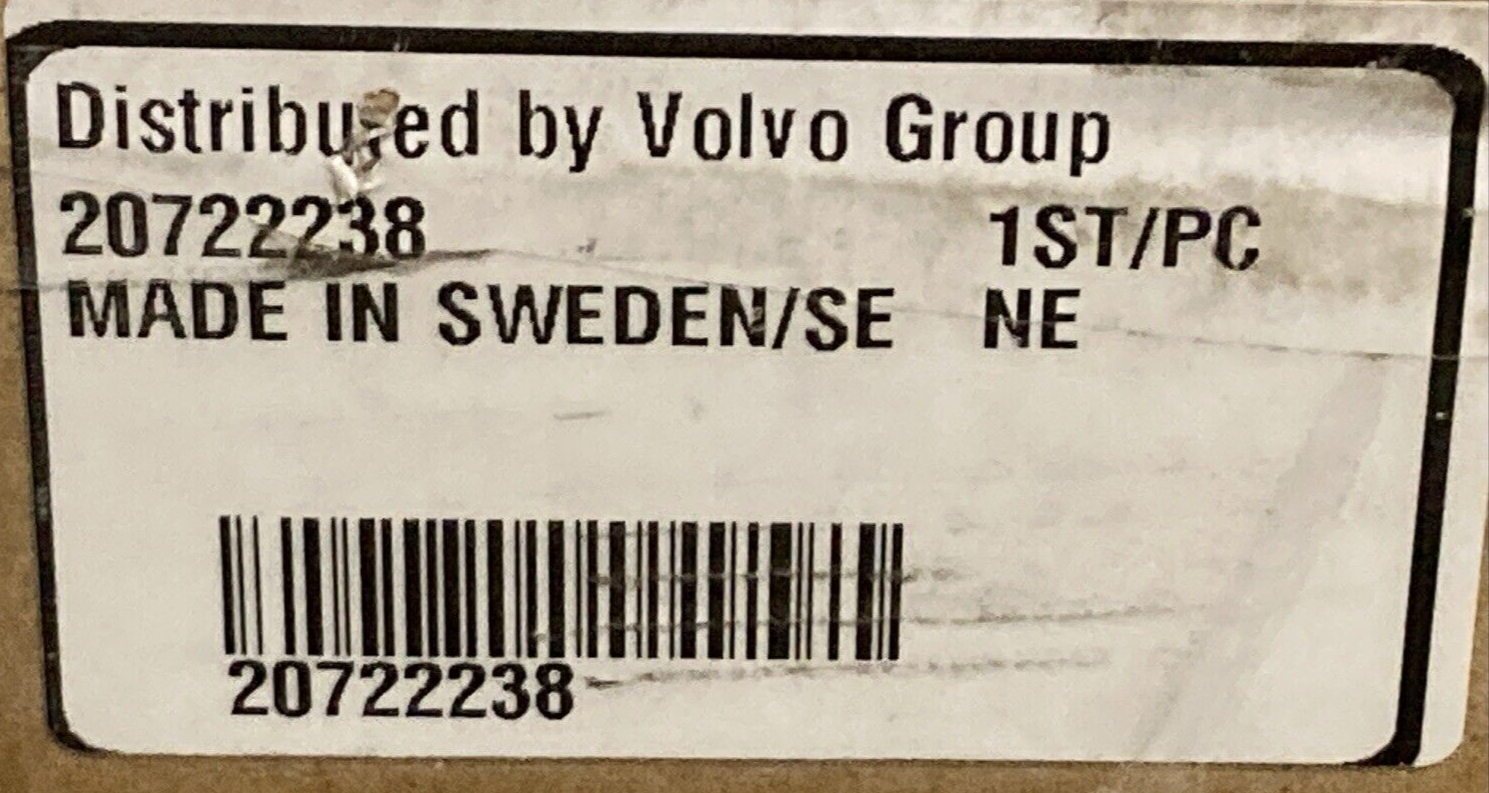 Distributed by Volvo Group
20722238 1ST/PC
MADE IN SWEDEN/SE NE
20722238